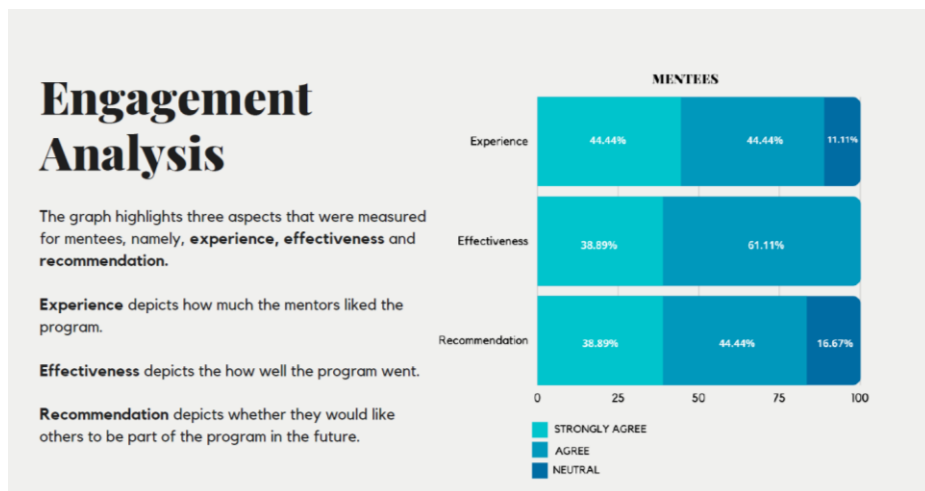 Engagement
Analysis
The graph highlights three aspects that were measured
for mentees, namely, experience, effectiveness and
recommendation.
Experience depicts how much the mentors liked the
program.
Effectiveness depicts the how well the program went.
Recommendation depicts whether they would like
others to be part of the program in the future.
MENTEES
Experience 44.44% 44.44% 11.11%
Effectiveness 38.89% 61.11%
Recommendation 38.89% 44.44% 16.67%
0 25 50 75 100
STRONGLY AGREE
AGREE
NEUTRAL